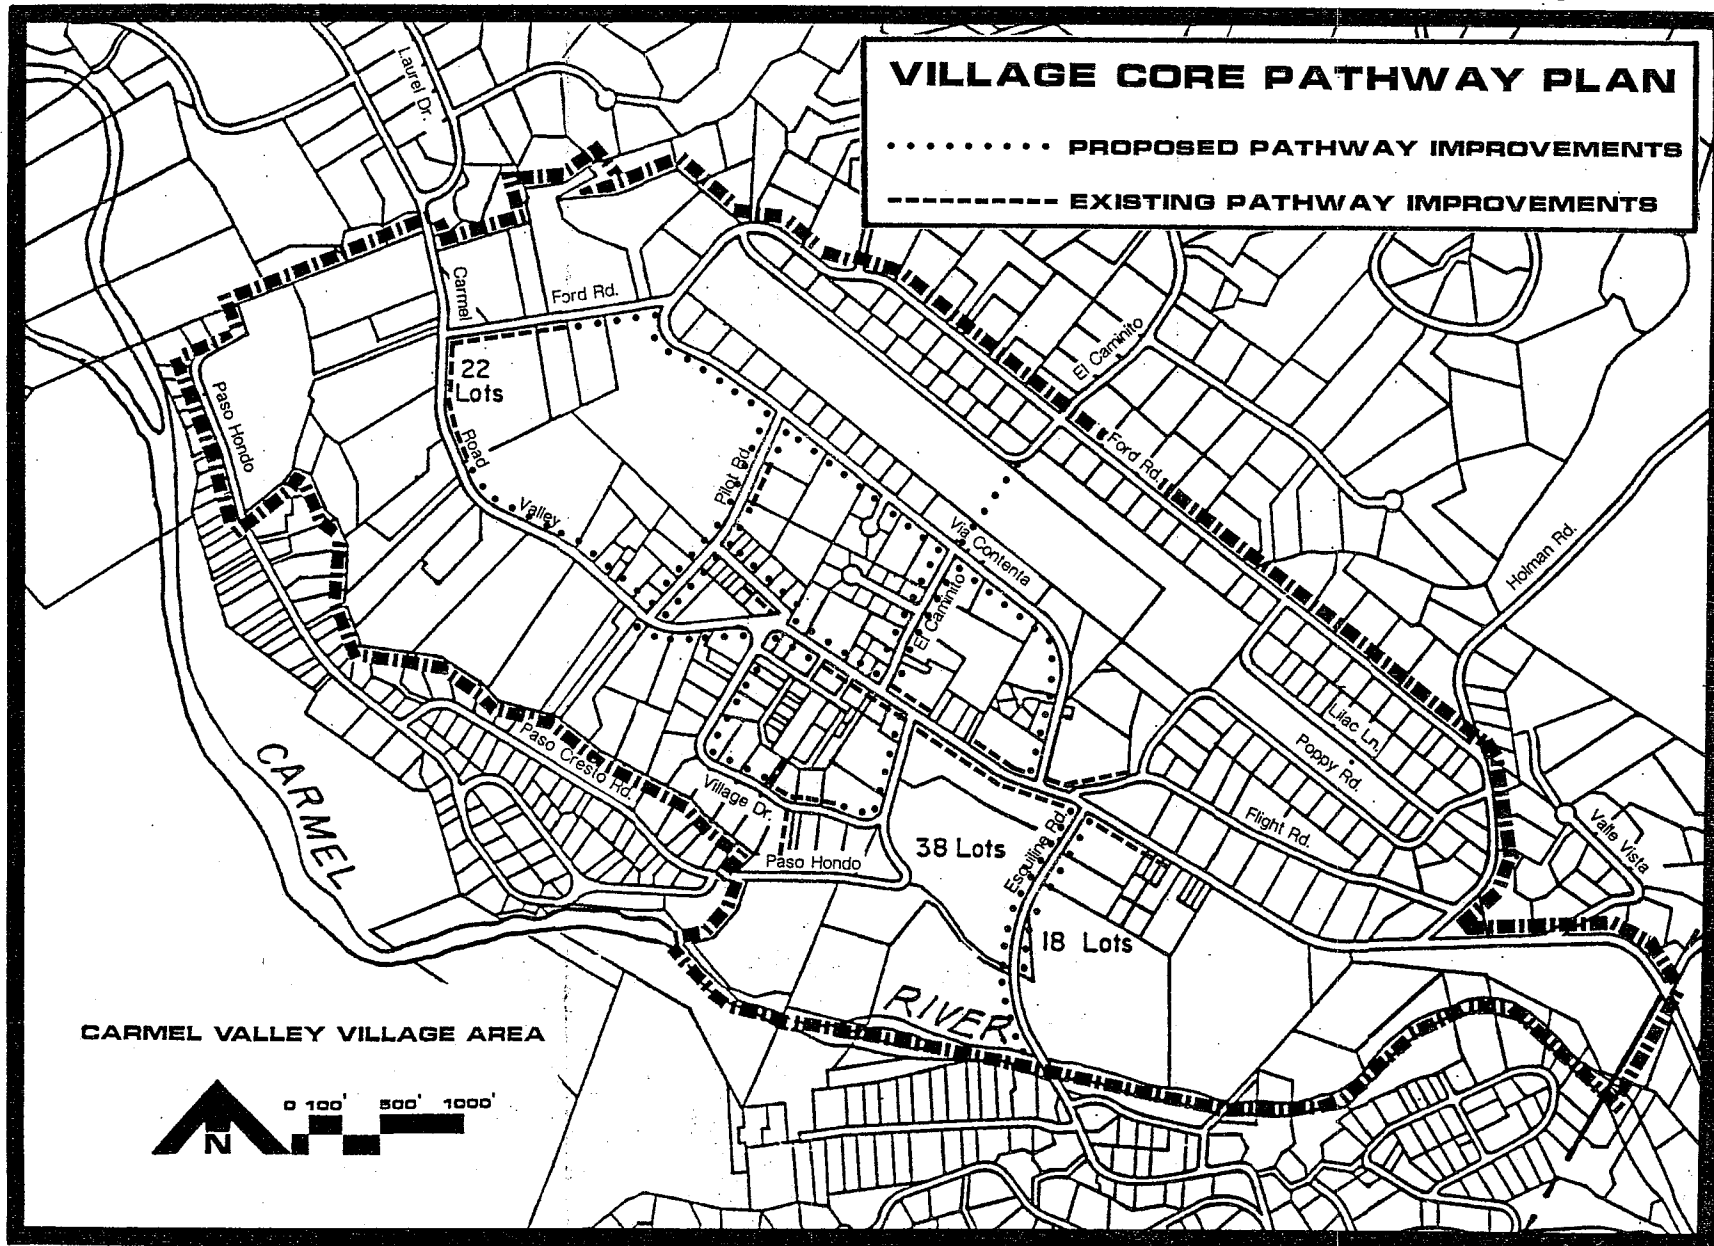 VILLAGE CORE PATHWAY PLAN
PROPOSED PATHWAY IMPROVEMENTS
EXISTING PATHWAY IMPROVEMENTS
Laurel Dr.
Carmel
Ford Rd.
22
Lots
Road
Valley
Paso Hondo
Pilot Rd.
El Caminito
Ford Rd.
Via Contenta
El Caminito
Holman Rd.
Lilac Ln.
Poppy Rd.
Flight Rd.
Valle Vista
Paso Cresto Rd.
Village Dr.
Paso Hondo
38 Lots
Esquiline Rd.
18 Lots
CARMEL
RIVER
CARMEL VALLEY VILLAGE AREA
0 100' 500' 1000'
N